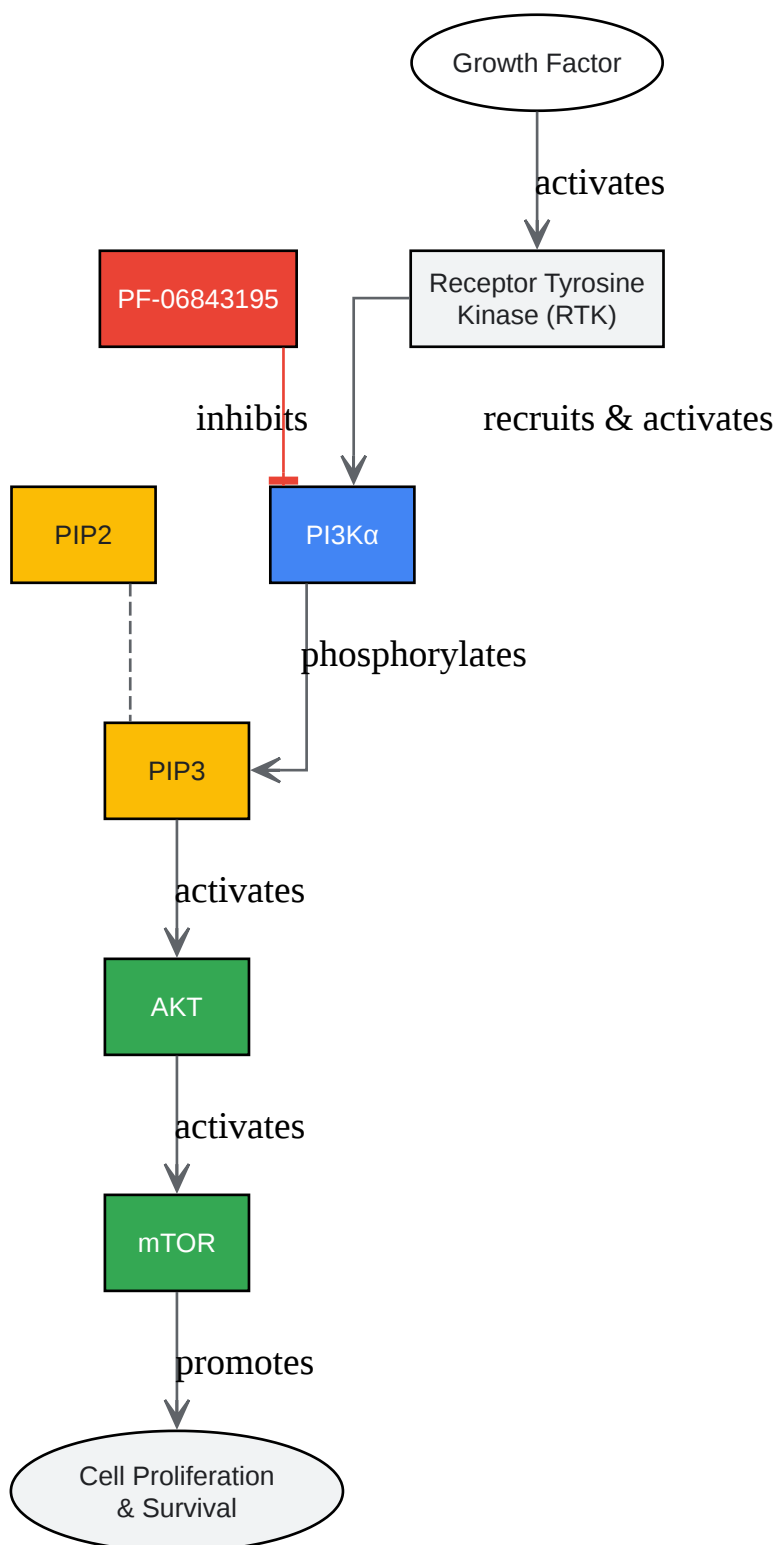 Growth Factor
activates
PF-06843195
Receptor Tyrosine
Kinase (RTK)
inhibits
recruits & activates
PIP2
PI3Kα
phosphorylates
PIP3
activates
AKT
activates
mTOR
promotes
Cell Proliferation
& Survival